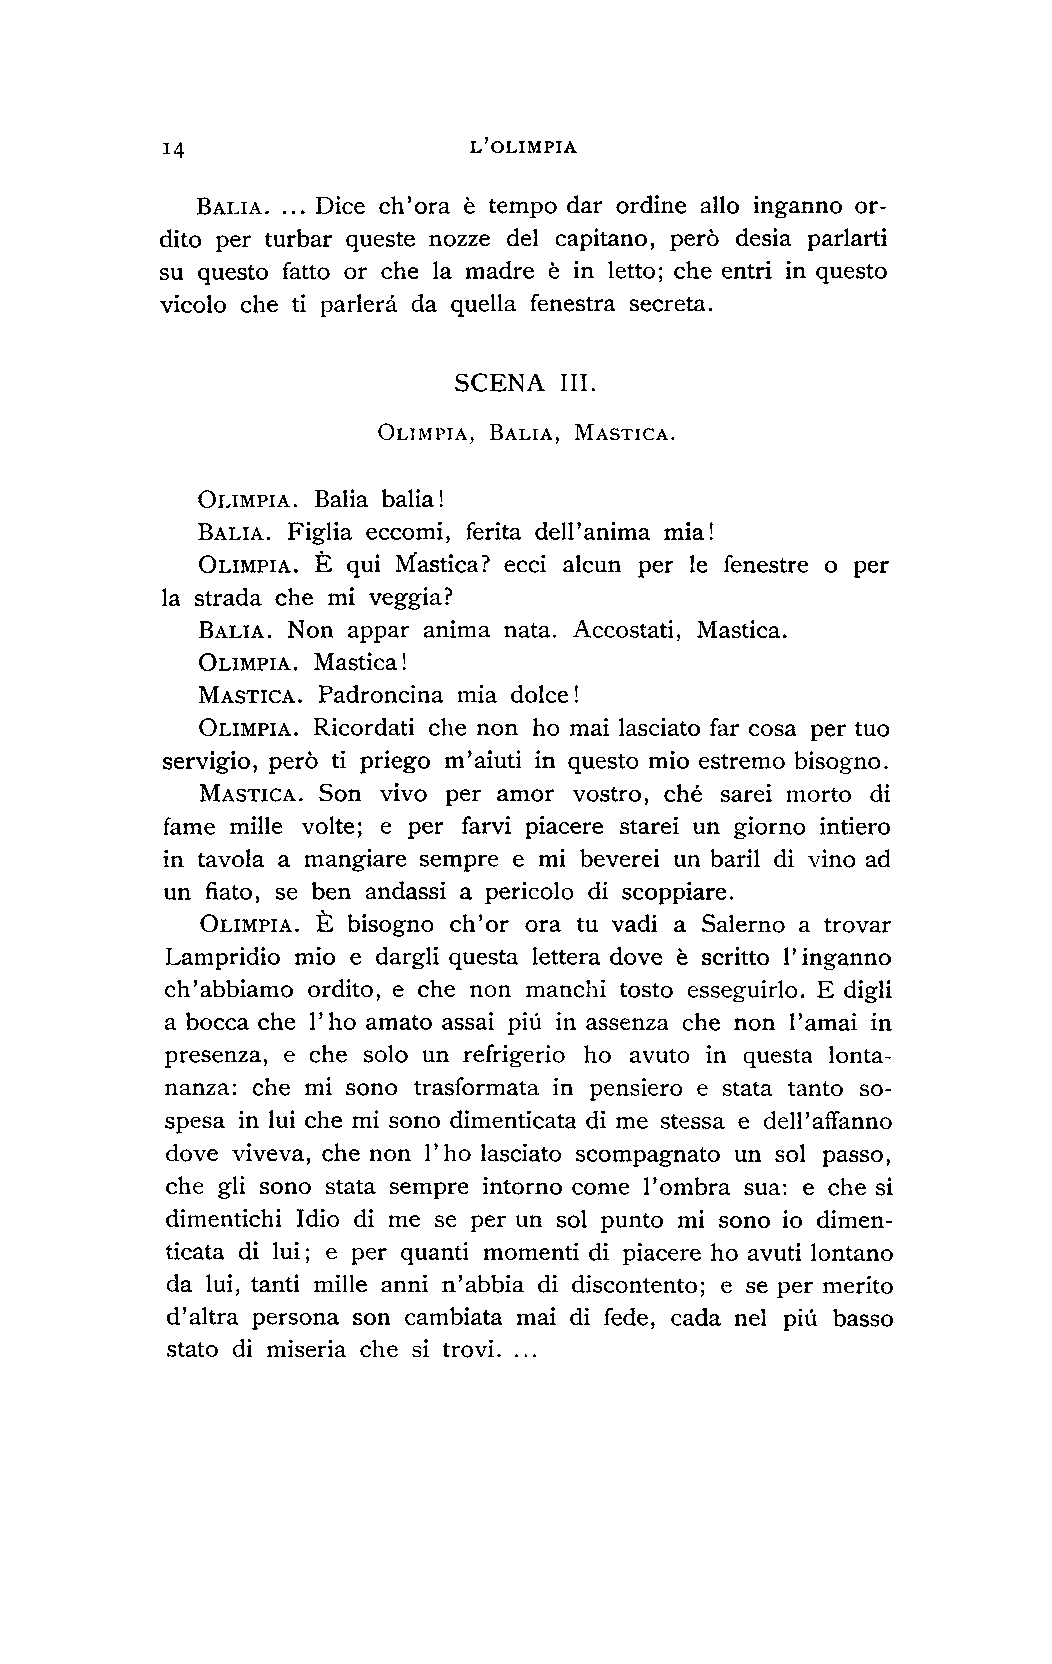 14 L'OLIMPIA
BALIA. ... Dice ch'ora è tempo dar ordine allo inganno or-
dito per turbar queste nozze del capitano, però desia parlarti
su questo fatto or che la madre è in letto; che entri in questo
vicolo che ti parlerá da quella fenestra secreta.
SCENA III.
OLIMPIA, BALIA, MASTICA.
OLIMPIA. Balia balia!
BALIA. Figlia eccomi, ferita dell'anima mia!
OLIMPIA. È qui Mastica? ecci alcun per le fenestre o per
la strada che mi veggia?
BALIA. Non appar anima nata. Accostati, Mastica.
OLIMPIA. Mastica!
MASTICA. Padroncina mia dolce!
OLIMPIA. Ricordati che non ho mai lasciato far cosa per tuo
servigio, però ti priego m'aiuti in questo mio estremo bisogno.
MASTICA. Son vivo per amor vostro, ché sarei morto di
fame mille volte; e per farvi piacere starei un giorno intiero
in tavola a mangiare sempre e mi beverei un baril di vino ad
un fiato, se ben andassi a pericolo di scoppiare.
OLIMPIA. È bisogno ch'or ora tu vadi a Salerno a trovar
Lampridio mio e dargli questa lettera dove è scritto l'inganno
ch'abbiamo ordito, e che non manchi tosto esseguirlo. E digli
a bocca che l'ho amato assai piú in assenza che non l'amai in
presenza, e che solo un refrigerio ho avuto in questa lonta-
nanza: che mi sono trasformata in pensiero e stata tanto so-
spesa in lui che mi sono dimenticata di me stessa e dell'affanno
dove viveva, che non l'ho lasciato scompagnato un sol passo,
che gli sono stata sempre intorno come l'ombra sua: e che si
dimentichi Idio di me se per un sol punto mi sono io dimen-
ticata di lui; e per quanti momenti di piacere ho avuti lontano
da lui, tanti mille anni n'abbia di discontento; e se per merito
d'altra persona son cambiata mai di fede, cada nel piú basso
stato di miseria che si trovi. ...